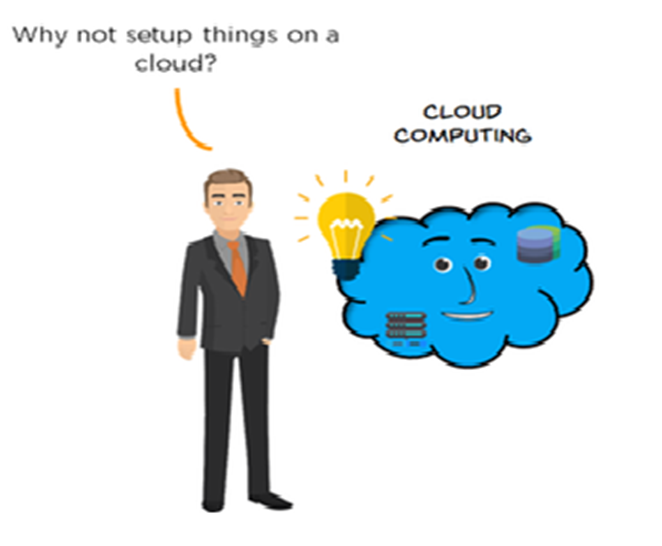 Why not setup things on a
cloud?
CLOUD
COMPUTING